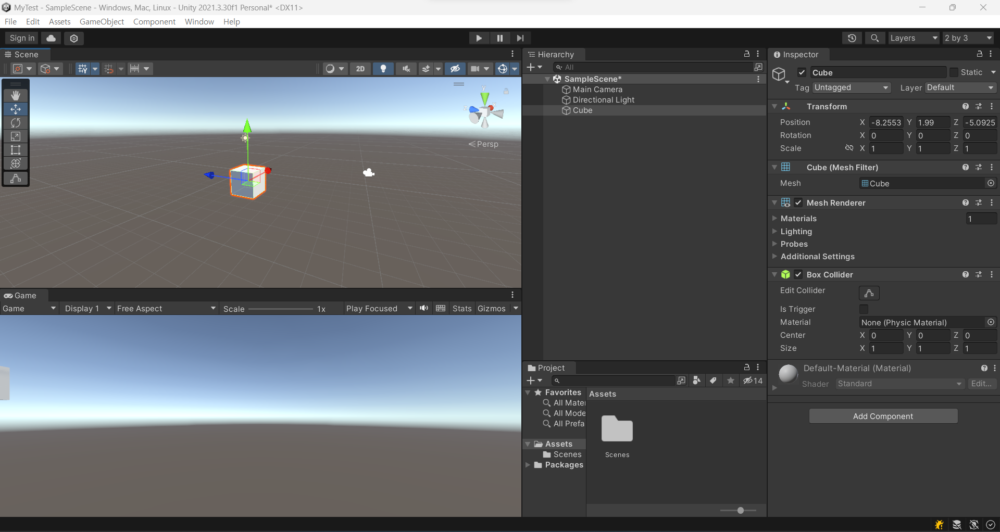 MyTest - SampleScene - Windows, Mac, Linux - Unity 2021.3.30f1 Personal* <DX11>
File Edit Assets GameObject Component Window Help
Sign in
Layers
2 by 3
Scene
2D
y
x
z
Persp
Game
Game
Display 1
Free Aspect
Scale
1x
Play Focused
Stats
Gizmos
Hierarchy
All
SampleScene*
Main Camera
Directional Light
Cube
Project
14
Favorites
All Mate
All Mode
All Prefa
Assets
Scenes
Packages
Assets
Scenes
Inspector
Cube
Static
Tag Untagged
Layer Default
Transform
Position X -8.2553 Y 1.99 Z -5.0925
Rotation X 0 Y 0 Z 0
Scale X 1 Y 1 Z 1
Cube (Mesh Filter)
Mesh Cube
Mesh Renderer
Materials 1
Lighting
Probes
Additional Settings
Box Collider
Edit Collider
Is Trigger
Material None (Physic Material)
Center X 0 Y 0 Z 0
Size X 1 Y 1 Z 1
Default-Material (Material)
Shader Standard Edit...
Add Component